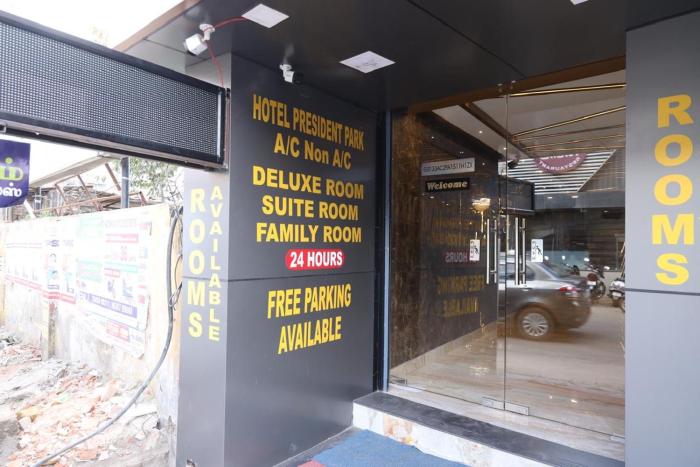 HOTEL PRESIDENT PARK
A/C Non A/C
DELUXE ROOM
SUITE ROOM
FAMILY ROOM
24 HOURS
FREE PARKING
AVAILABLE
ROOMS
AVAILABLE
Welcome
ROOMS